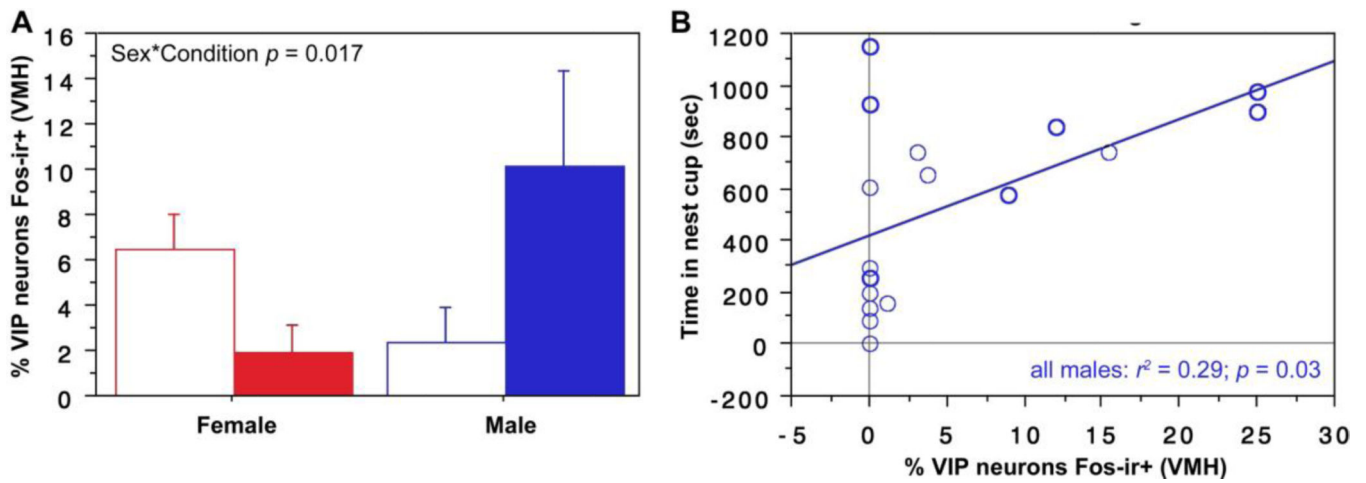 A
% VIP neurons Fos-ir+ (VMH)
16
14
12
10
8
6
4
2
0
Sex*Condition p = 0.017
Female Male
B
Time in nest cup (sec)
1200
1000
800
600
400
200
0
-200
all males: r² = 0.29; p = 0.03
-5 0 5 10 15 20 25 30
% VIP neurons Fos-ir+ (VMH)